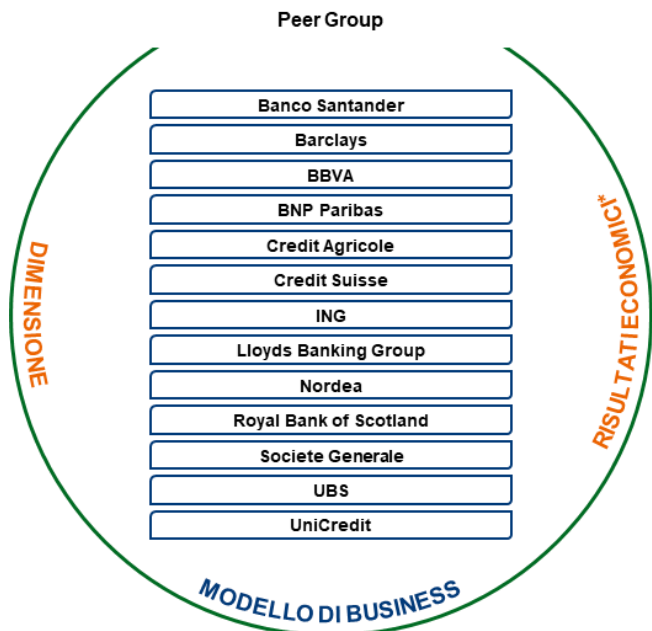 Peer Group
Banco Santander
Barclays
BBVA
BNP Paribas
Credit Agricole
Credit Suisse
ING
Lloyds Banking Group
Nordea
Royal Bank of Scotland
Societe Generale
UBS
UniCredit
DIMENSIONE
RISULTATI ECONOMICI*
MODELLO DI BUSINESS